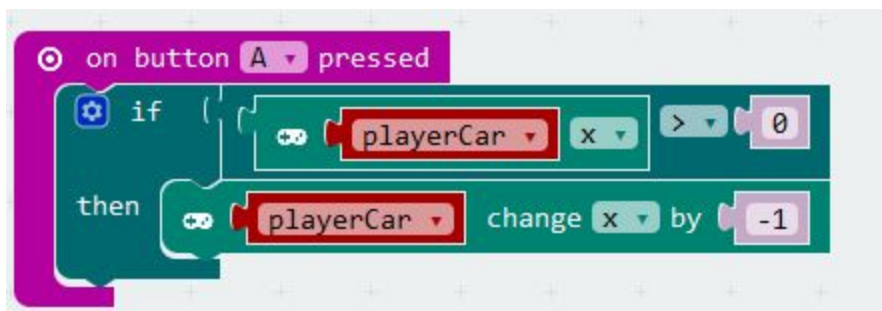 on button A pressed
if playerCar x > 0
then playerCar change x by -1